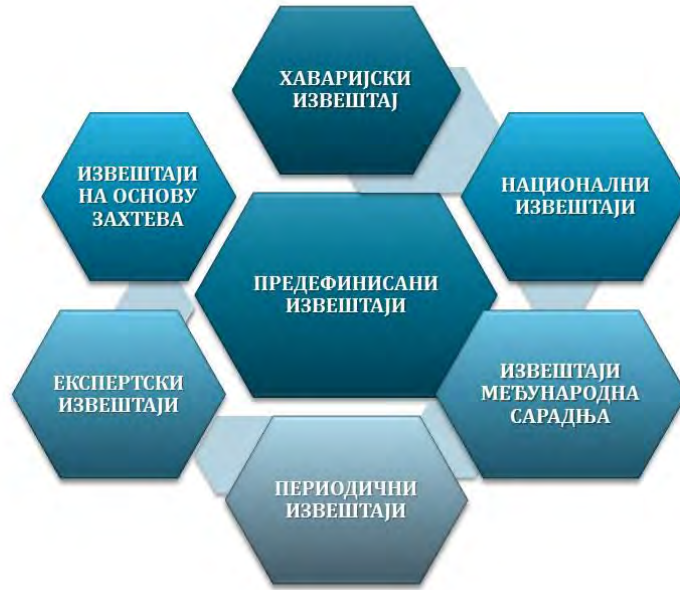 ХАВАРИЈСКИ
ИЗВЕШТАЈ
ИЗВЕШТАЈИ
НА ОСНОВУ
ЗАХТЕВА
НАЦИОНАЛНИ
ИЗВЕШТАЈИ
ПРЕДЕФИНИСАНИ
ИЗВЕШТАЈИ
ЕКСПЕРТСКИ
ИЗВЕШТАЈИ
ИЗВЕШТАЈИ
МЕЂУНАРОДНА
САРАДЊА
ПЕРИОДИЧНИ
ИЗВЕШТАЈИ